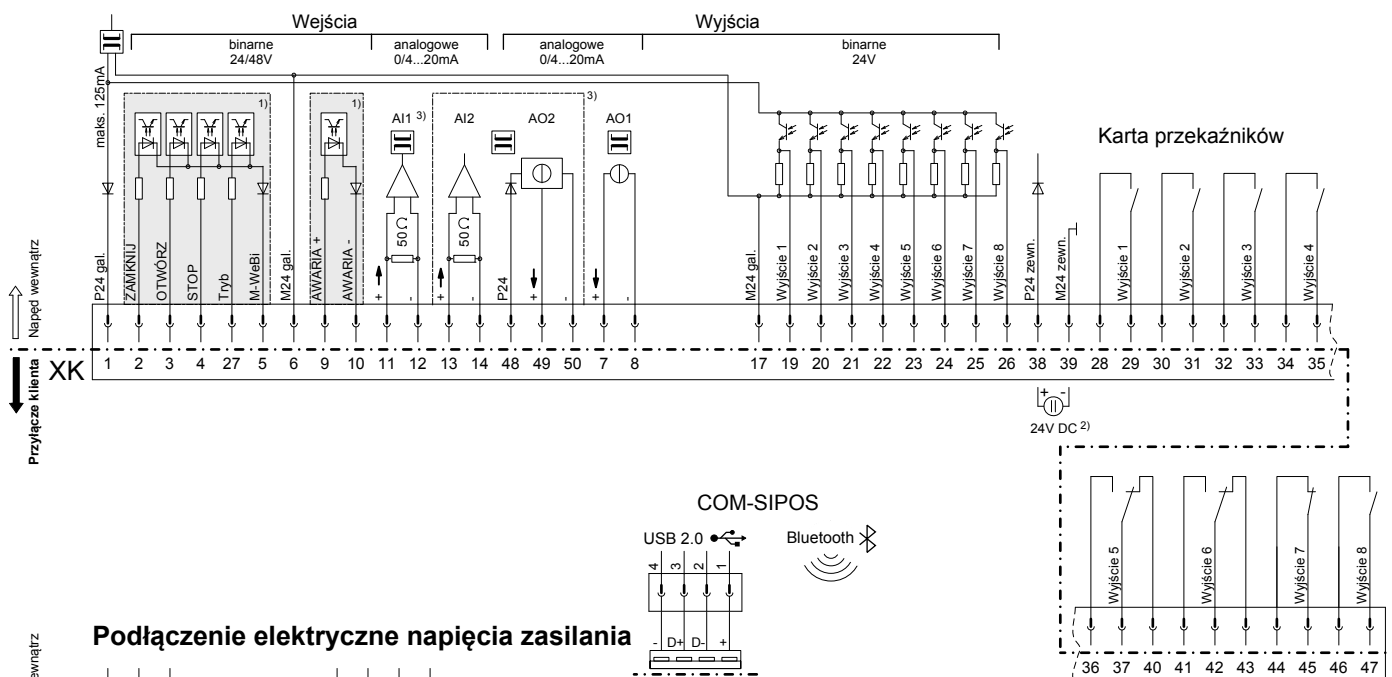 Wejścia
Wyjścia
binarne
24/48V
analogowe
0/4...20mA
analogowe
0/4...20mA
binarne
24V
maks. 125mA
1)
1)
AI1 3)
AI2
AO2
3)
AO1
Karta przekaźników
50 Ω
50 Ω
P24 gal.
ZAMKNIJ
OTWÓRZ
STOP
Tryb
M-WeBi
M24 gal.
AWARIA +
AWARIA -
+
-
+
-
P24
+
-
+
-
M24 gal.
Wyjście 1
Wyjście 2
Wyjście 3
Wyjście 4
Wyjście 5
Wyjście 6
Wyjście 7
Wyjście 8
P24 zewn.
M24 zewn.
Wyjście 1
Wyjście 2
Wyjście 3
Wyjście 4
Napęd wewnątrz
Przyłącze klienta
XK
1 2 3 4 27 5 6 9 10 11 12 13 14 48 49 50 7 8 17 19 20 21 22 23 24 25 26 38 39 28 29 30 31 32 33 34 35
+ -
24V DC 2)
COM-SIPOS
USB 2.0
Bluetooth
4 3 2 1
- D+ D- +
Wyjście 5
Wyjście 6
Wyjście 7
Wyjście 8
36 37 40 41 42 43 44 45 46 47
Podłączenie elektryczne napięcia zasilania